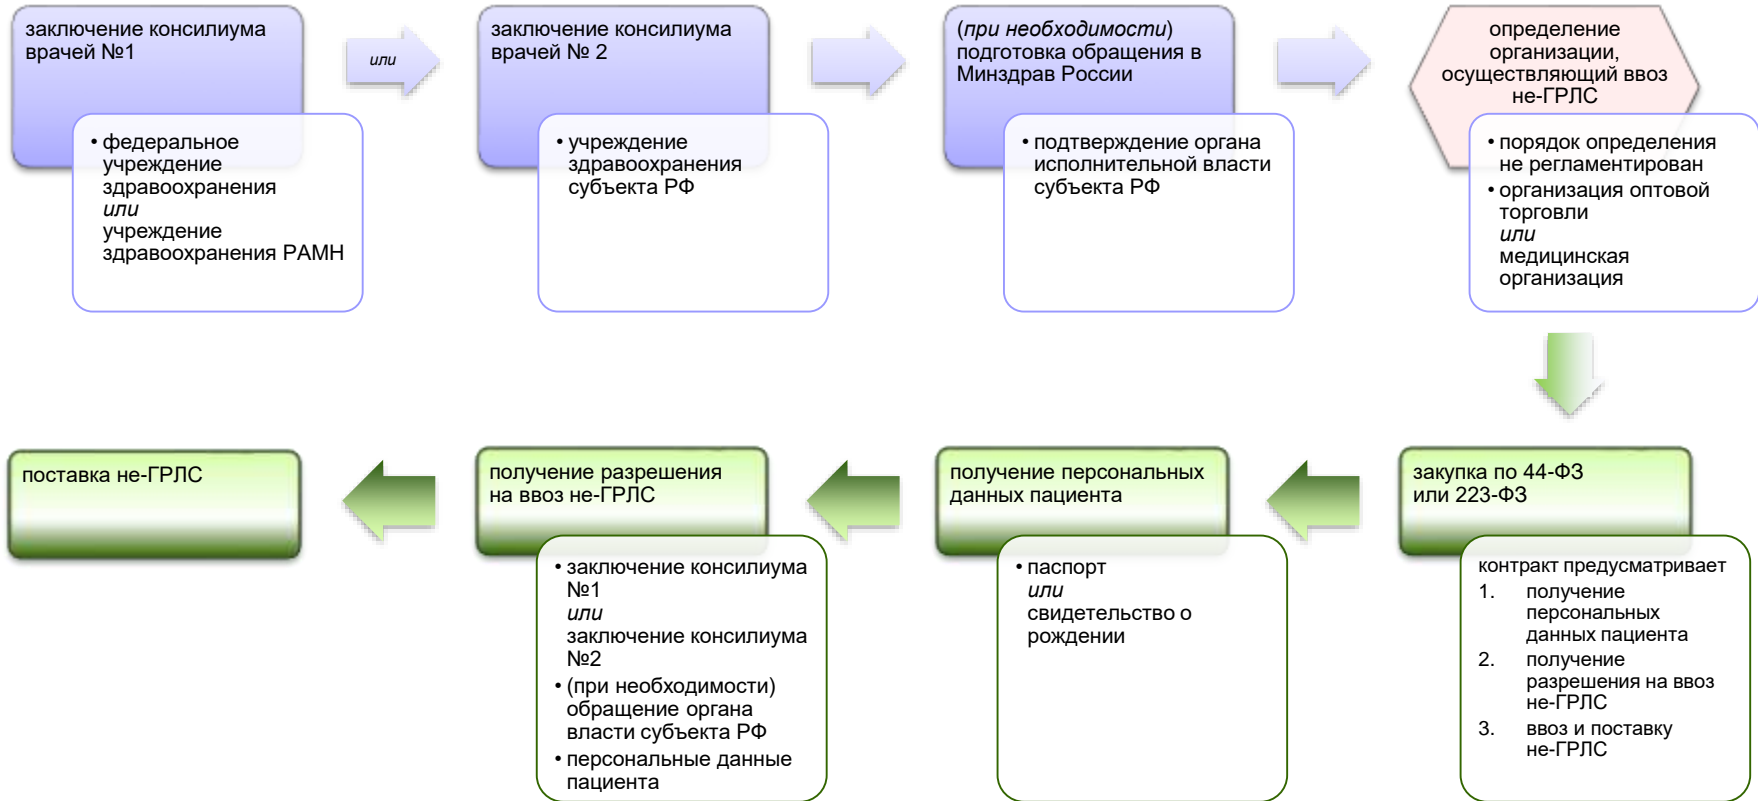 заключение консилиума
врачей №1
• федеральное
учреждение
здравоохранения
или
учреждение
здравоохранения РАМН
или
заключение консилиума
врачей № 2
• учреждение
здравоохранения
субъекта РФ
(при необходимости)
подготовка обращения в
Минздрав России
• подтверждение органа
исполнительной власти
субъекта РФ
определение
организации,
осуществляющий ввоз
не-ГРЛС
• порядок определения
не регламентирован
• организация оптовой
торговли
или
медицинская
организация
закупка по 44-ФЗ
или 223-ФЗ
контракт предусматривает
1. получение
персональных
данных пациента
2. получение
разрешения на ввоз
не-ГРЛС
3. ввоз и поставку
не-ГРЛС
получение персональных
данных пациента
• паспорт
или
свидетельство о
рождении
получение разрешения
на ввоз не-ГРЛС
• заключение консилиума
№1
или
заключение консилиума
№2
• (при необходимости)
обращение органа
власти субъекта РФ
• персональные данные
пациента
поставка не-ГРЛС